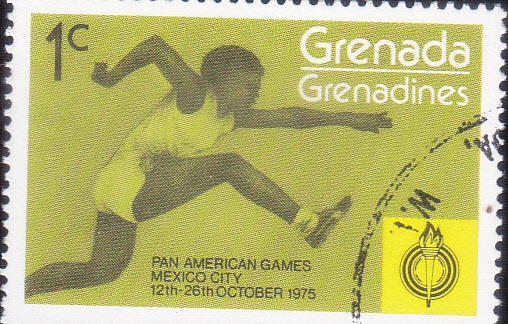 1c
Grenada
Grenadines
PAN AMERICAN GAMES
MEXICO CITY
12th-26th OCTOBER 1975
W.